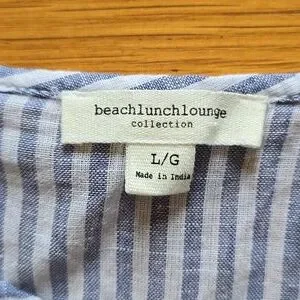 beachlunchlounge
collection
L/G
Made in India